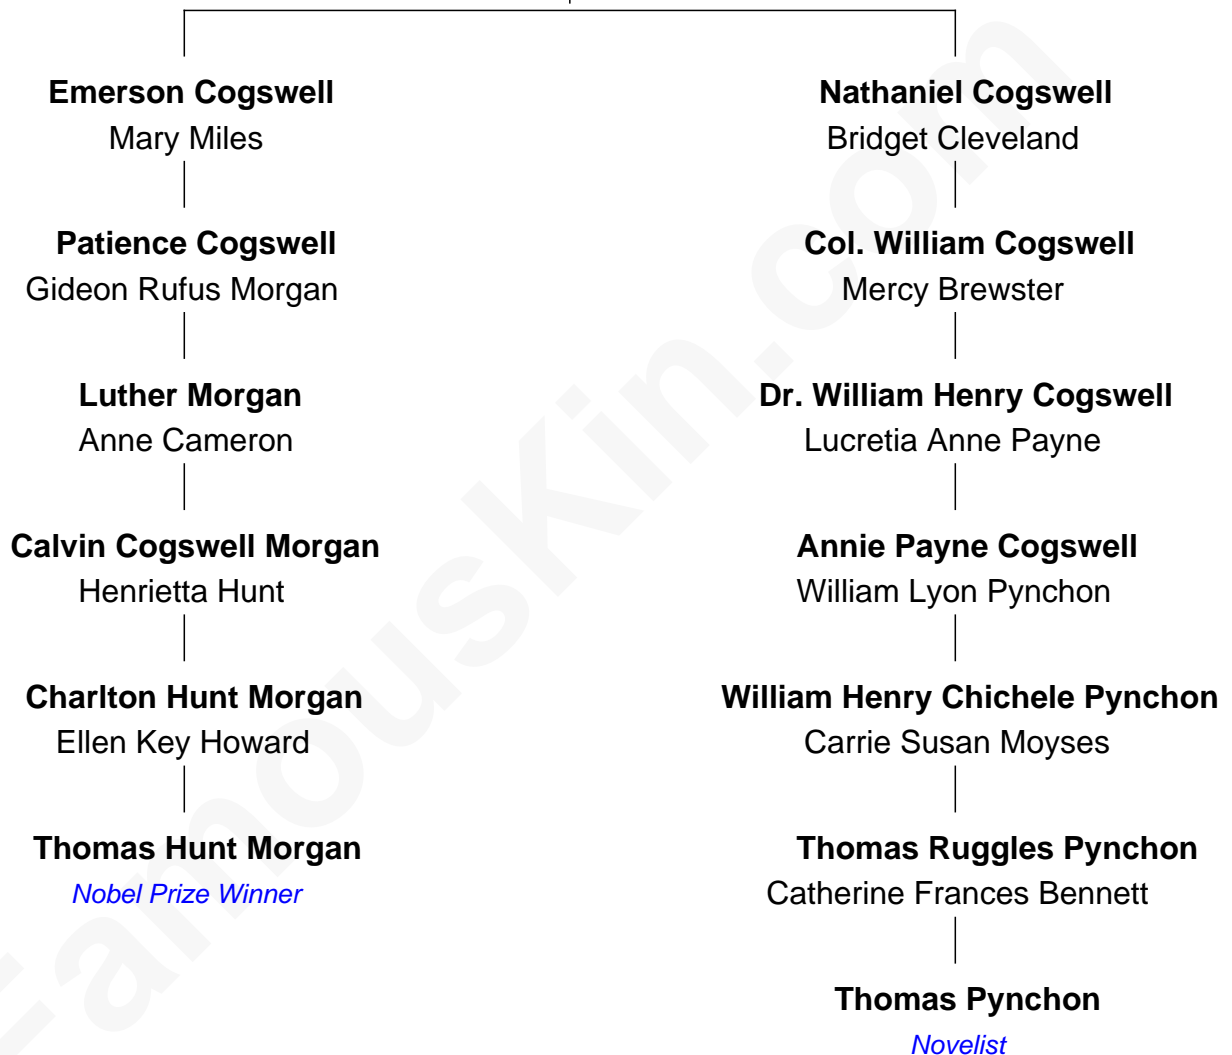 Emerson Cogswell
Mary Miles
Patience Cogswell
Gideon Rufus Morgan
Luther Morgan
Anne Cameron
Calvin Cogswell Morgan
Henrietta Hunt
Charlton Hunt Morgan
Ellen Key Howard
Thomas Hunt Morgan
Nobel Prize Winner
Nathaniel Cogswell
Bridget Cleveland
Col. William Cogswell
Mercy Brewster
Dr. William Henry Cogswell
Lucretia Anne Payne
Annie Payne Cogswell
William Lyon Pynchon
William Henry Chichele Pynchon
Carrie Susan Moyses
Thomas Ruggles Pynchon
Catherine Frances Bennett
Thomas Pynchon
Novelist
FamousKin.com